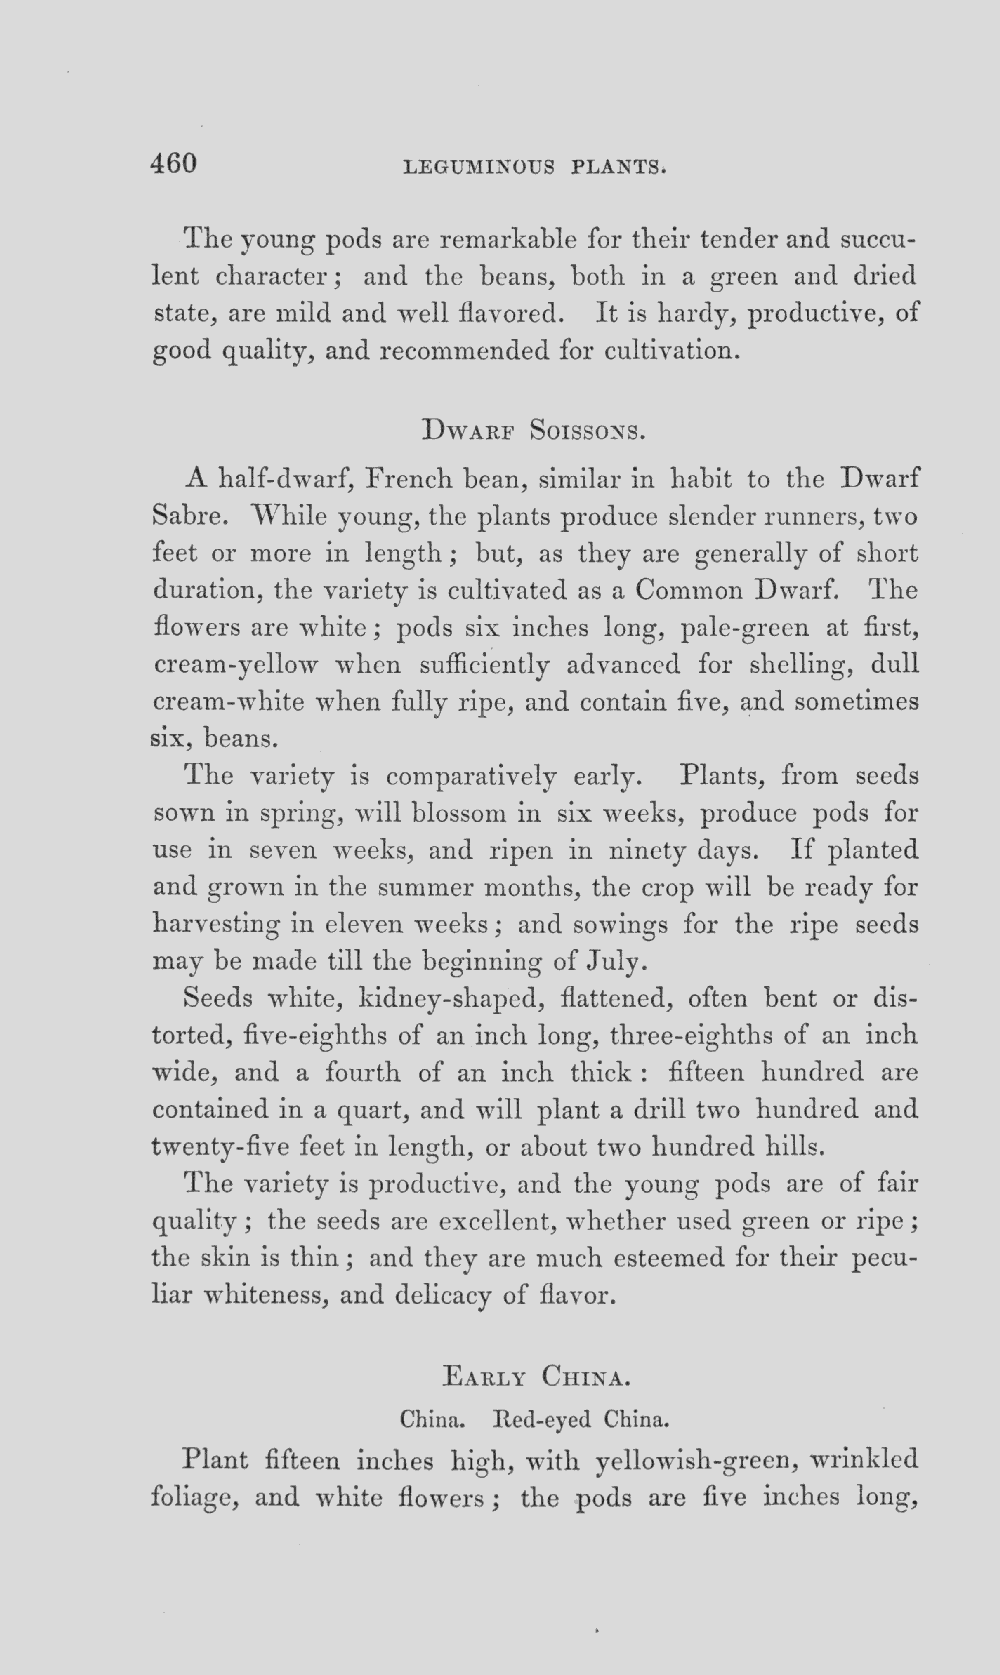 460 LEGUMINOUS PLANTS.
The young pods are remarkable for their tender and succu-
lent character; and the beans, both in a green and dried
state, are mild and well flavored. It is hardy, productive, of
good quality, and recommended for cultivation.
DWARF SOISSONS.
A half-dwarf, French bean, similar in habit to the Dwarf
Sabre. While young, the plants produce slender runners, two
feet or more in length; but, as they are generally of short
duration, the variety is cultivated as a Common Dwarf. The
flowers are white; pods six inches long, pale-green at first,
cream-yellow when sufficiently advanced for shelling, dull
cream-white when fully ripe, and contain five, and sometimes
six, beans.
The variety is comparatively early. Plants, from seeds
sown in spring, will blossom in six weeks, produce pods for
use in seven weeks, and ripen in ninety days. If planted
and grown in the summer months, the crop will be ready for
harvesting in eleven weeks; and sowings for the ripe seeds
may be made till the beginning of July.
Seeds white, kidney-shaped, flattened, often bent or dis-
torted, five-eighths of an inch long, three-eighths of an inch
wide, and a fourth of an inch thick: fifteen hundred are
contained in a quart, and will plant a drill two hundred and
twenty-five feet in length, or about two hundred hills.
The variety is productive, and the young pods are of fair
quality; the seeds are excellent, whether used green or ripe;
the skin is thin; and they are much esteemed for their pecu-
liar whiteness, and delicacy of flavor.
EARLY CHINA.
China. Red-eyed China.
Plant fifteen inches high, with yellowish-green, wrinkled
foliage, and white flowers; the pods are five inches long,